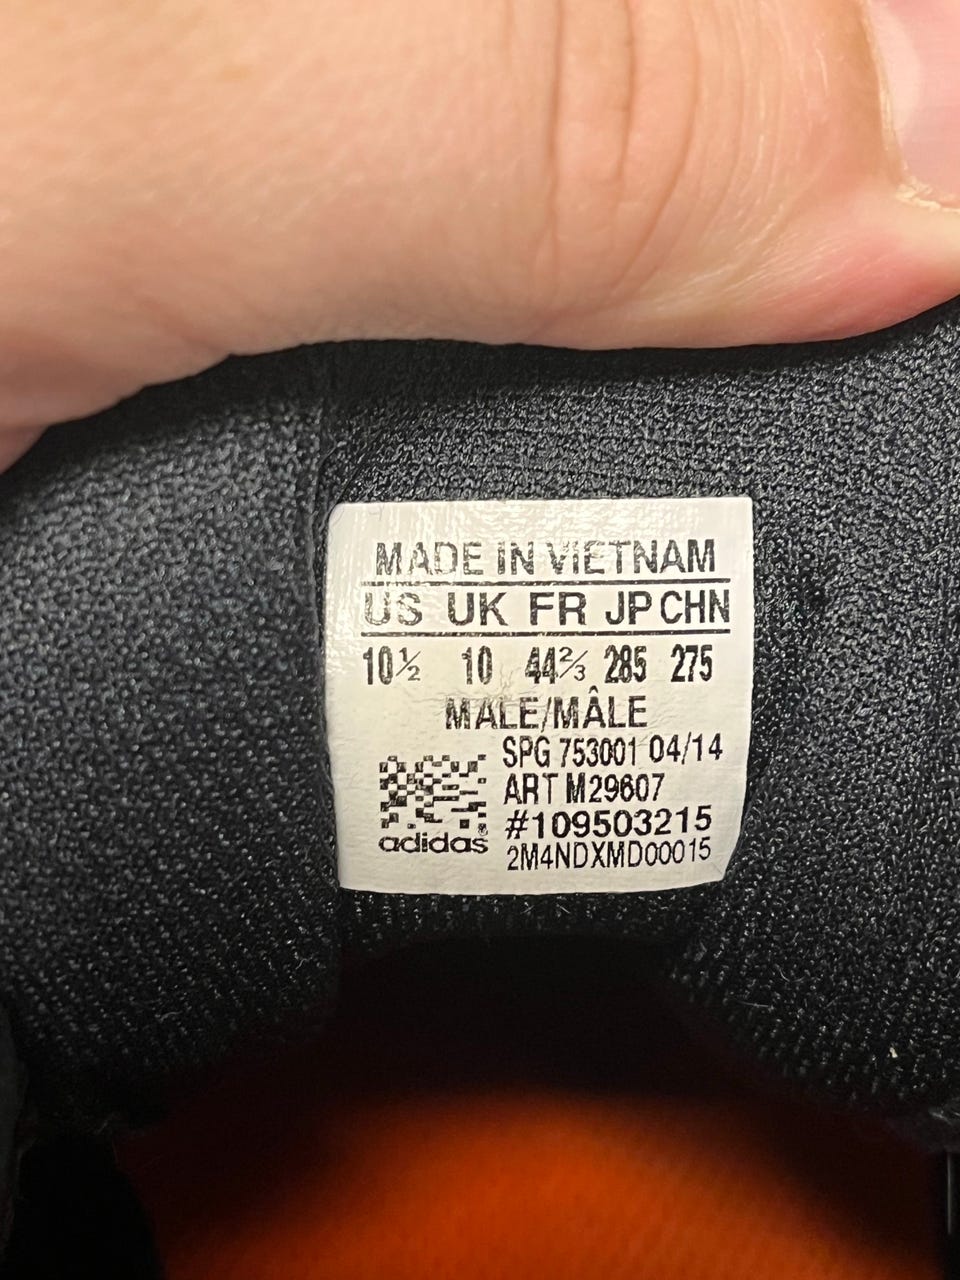 MADE IN VIETNAM
US UK FR JP CHN
10½ 10 44⅔ 285 275
MALE/MÂLE
SPG 753001 04/14
ART M29607
#109503215
2M4NDXMD00015
adidas